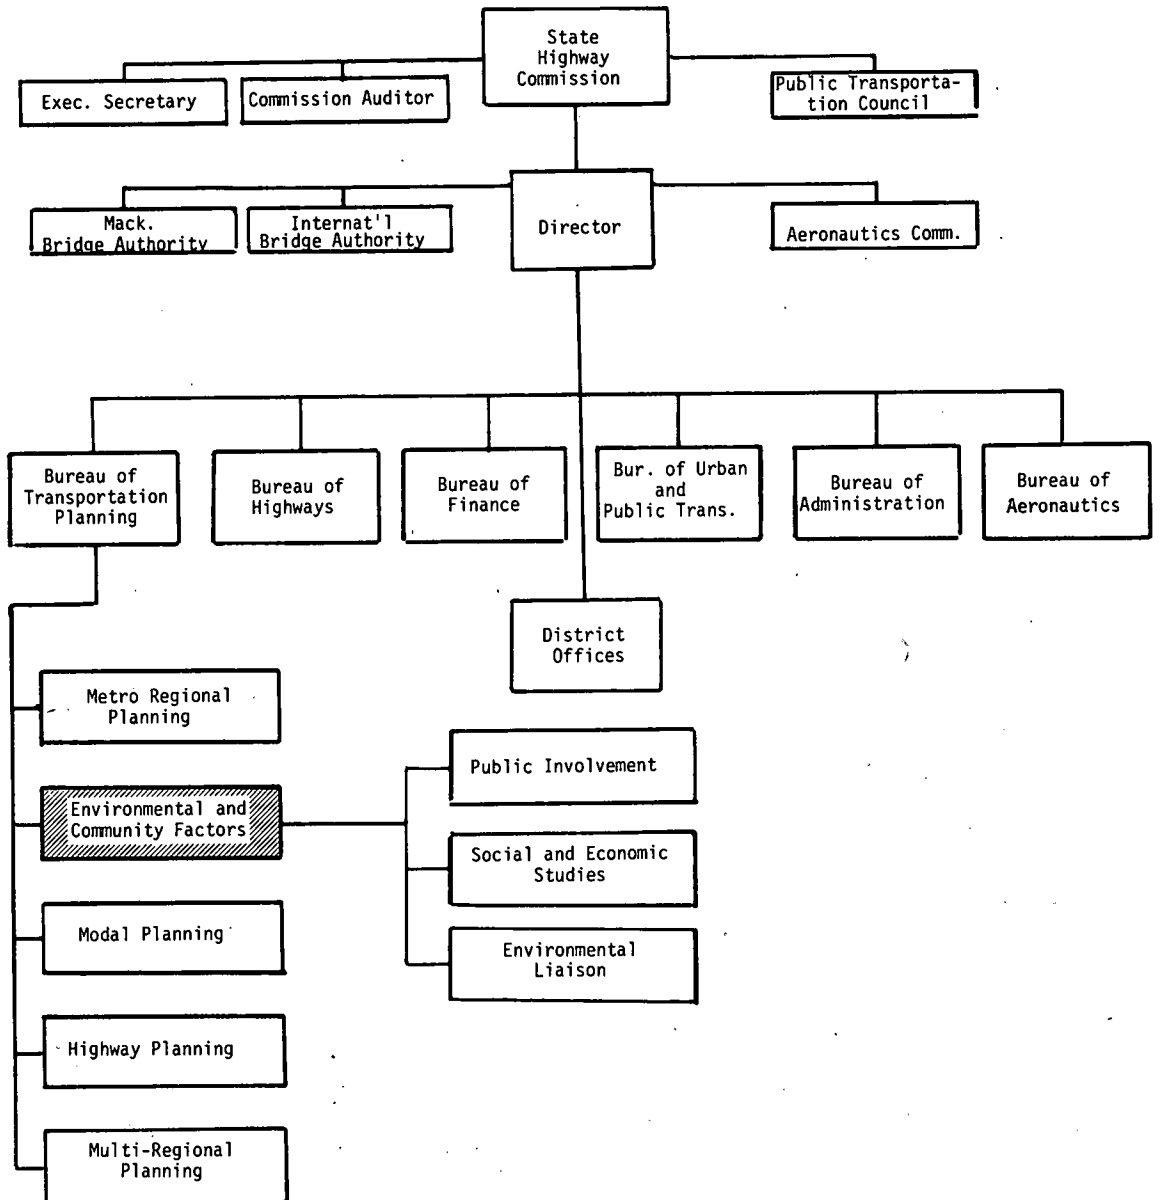 State
Highway
Commission
Exec. Secretary
Commission Auditor
Public Transporta-
tion Council
Mack.
Bridge Authority
Internat'l
Bridge Authority
Director
Aeronautics Comm.
Bureau of
Transportation
Planning
Bureau of
Highways
Bureau of
Finance
Bur. of Urban
and
Public Trans.
Bureau of
Administration
Bureau of
Aeronautics
District
Offices
Metro Regional
Planning
Environmental and
Community Factors
Modal Planning
Highway Planning
Multi-Regional
Planning
Public Involvement
Social and Economic
Studies
Environmental
Liaison